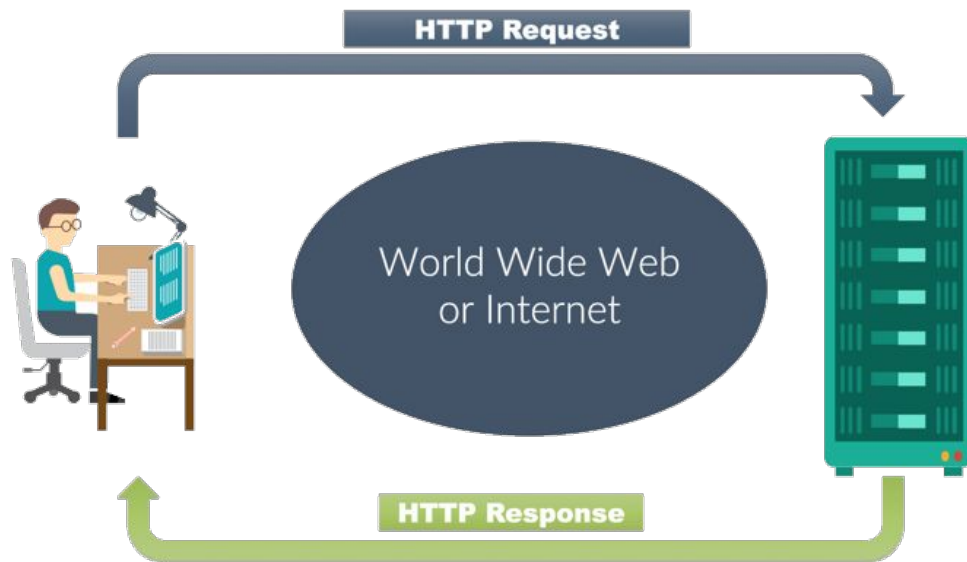 HTTP Request
World Wide Web
or Internet
HTTP Response